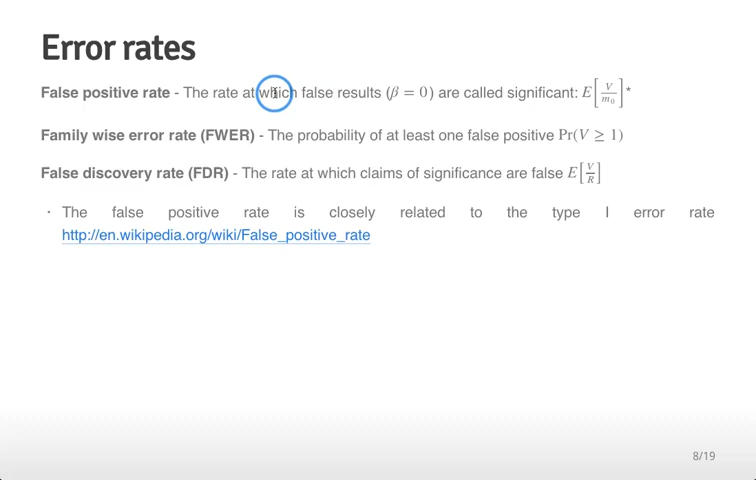 Error rates
False positive rate - The rate at which false results (β = 0) are called significant: E[V/m₀]*
Family wise error rate (FWER) - The probability of at least one false positive Pr(V ≥ 1)
False discovery rate (FDR) - The rate at which claims of significance are false E[V/R]
· The false positive rate is closely related to the type I error rate
http://en.wikipedia.org/wiki/False_positive_rate
8/19